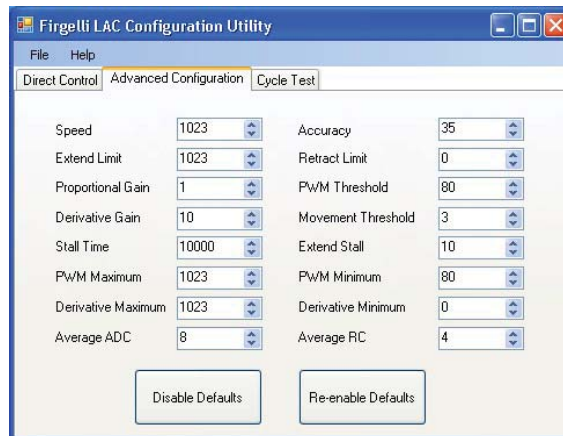 Firgelli LAC Configuration Utility
File Help
Direct Control Advanced Configuration Cycle Test
Speed 1023 Accuracy 35
Extend Limit 1023 Retract Limit 0
Proportional Gain 1 PWM Threshold 80
Derivative Gain 10 Movement Threshold 3
Stall Time 10000 Extend Stall 10
PWM Maximum 1023 PWM Minimum 80
Derivative Maximum 1023 Derivative Minimum 0
Average ADC 8 Average RC 4
Disable Defaults Re-enable Defaults